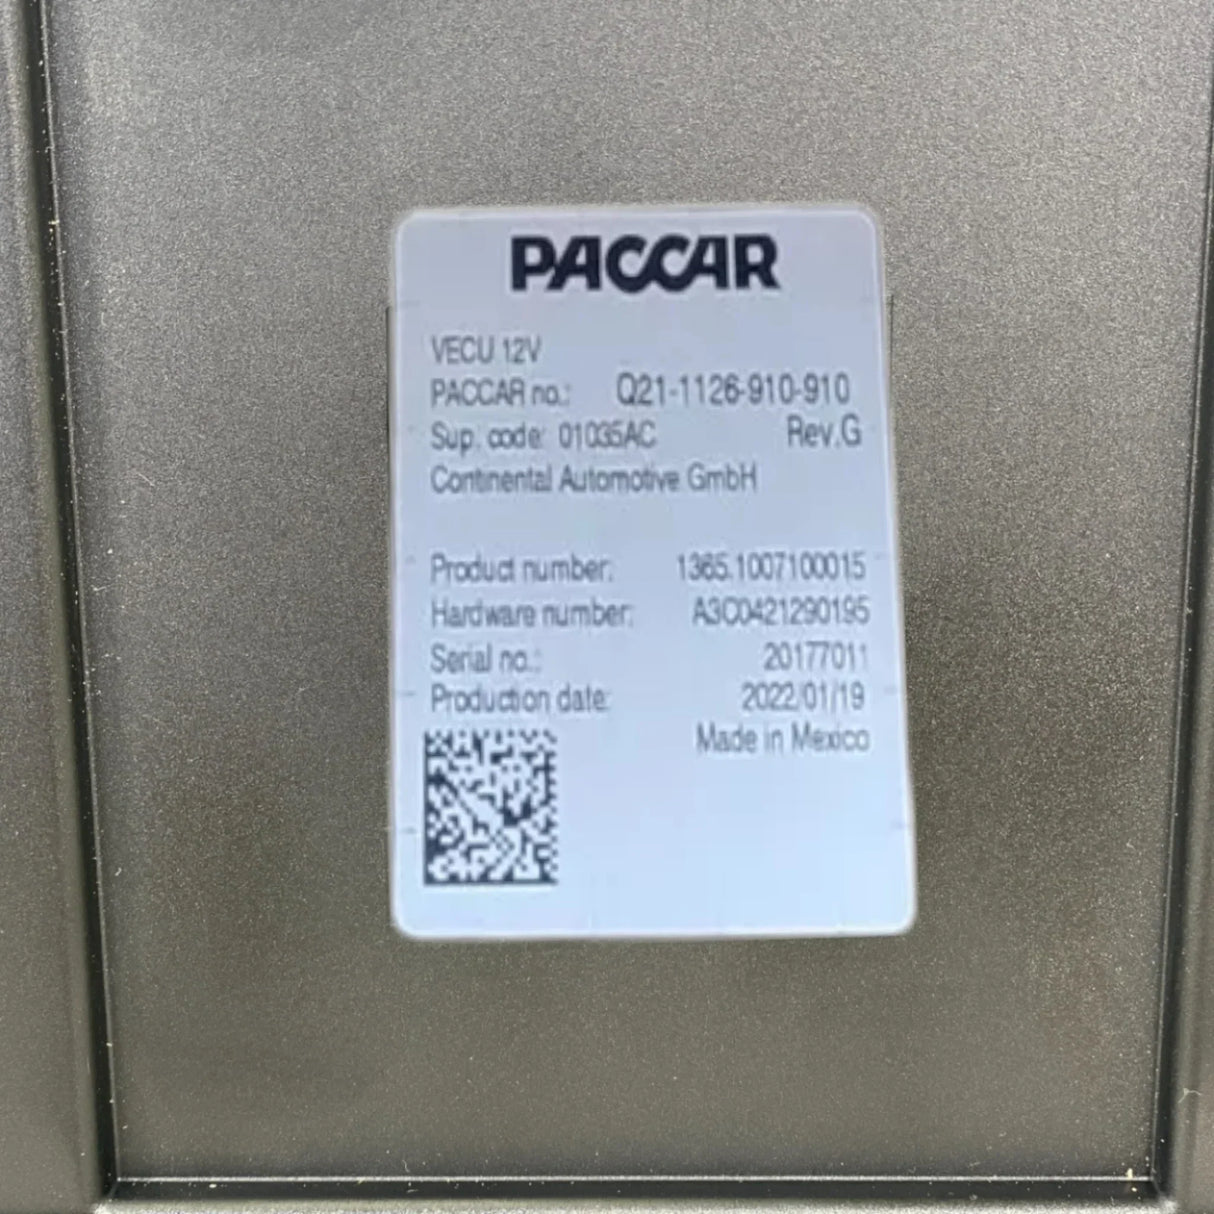 PACCAR
VECU 12V
PACCAR no.: Q21-1126-910-910
Sup. code: 01035AC Rev.G
Continental Automotive GmbH
Product number: 1365.1007100015
Hardware number: A3C0421290195
Serial no.: 20177011
Production date: 2022/01/19
Made in Mexico